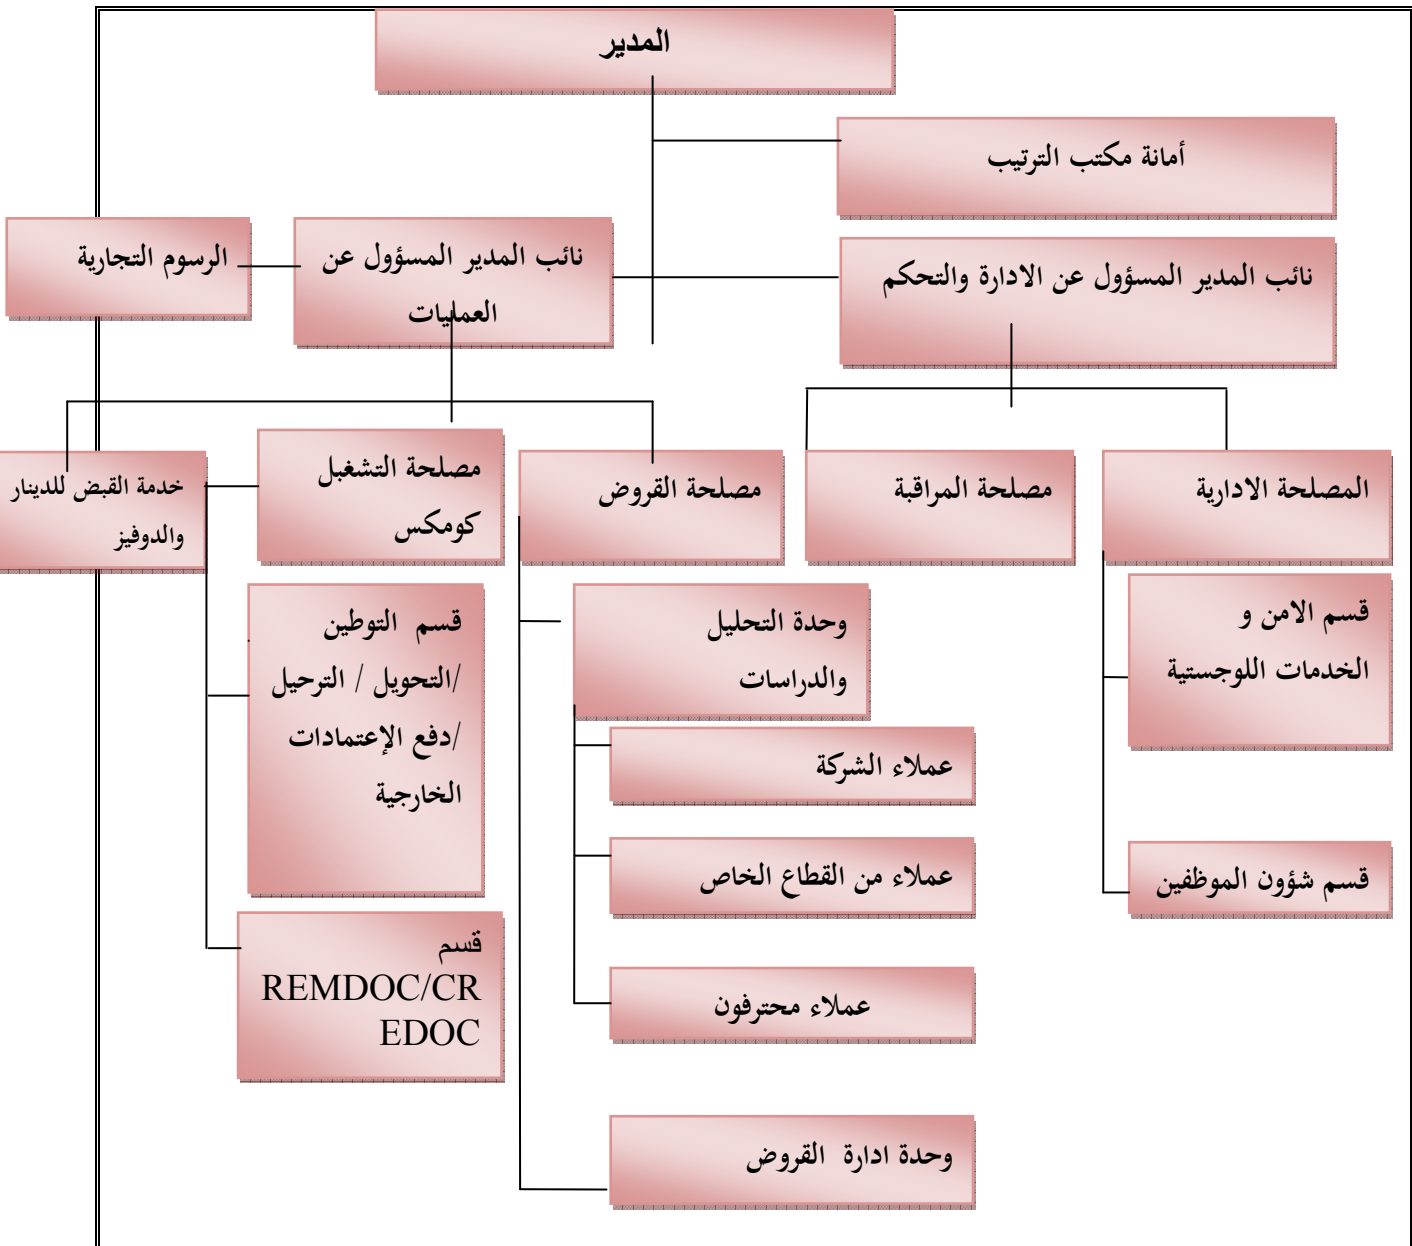 المدير
أمانة مكتب الترتيب
نائب المدير المسؤول عن الادارة والتحكم
نائب المدير المسؤول عن
العمليات
الرسوم التجارية
المصلحة الادارية
مصلحة المراقبة
مصلحة القروض
مصلحة التشغبل
كومكس
خدمة القبض للدينار
والدوفيز
قسم الامن و
الخدمات اللوجستية
قسم شؤون الموظفين
وحدة التحليل
والدراسات
عملاء الشركة
عملاء من القطاع الخاص
عملاء محترفون
وحدة ادارة القروض
قسم التوطين
/التحويل / الترحيل
/دفع الإعتمادات
الخارجية
قسم
REMDOC/CR
EDOC